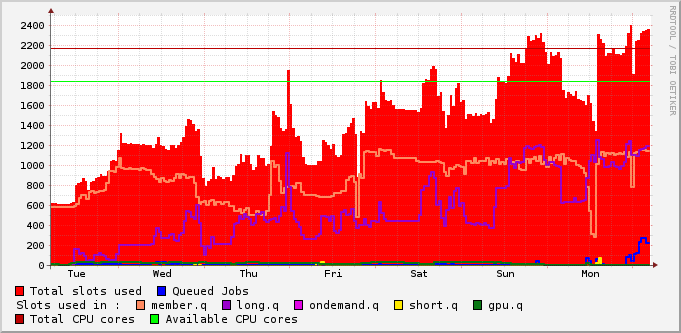 RRDTOOL / TOBI OETIKER
2400
2200
2000
1800
1600
1400
1200
1000
800
600
400
200
0
Tue Wed Thu Fri Sat Sun Mon
Total slots used Queued Jobs
Slots used in : member.q long.q ondemand.q short.q gpu.q
Total CPU cores Available CPU cores